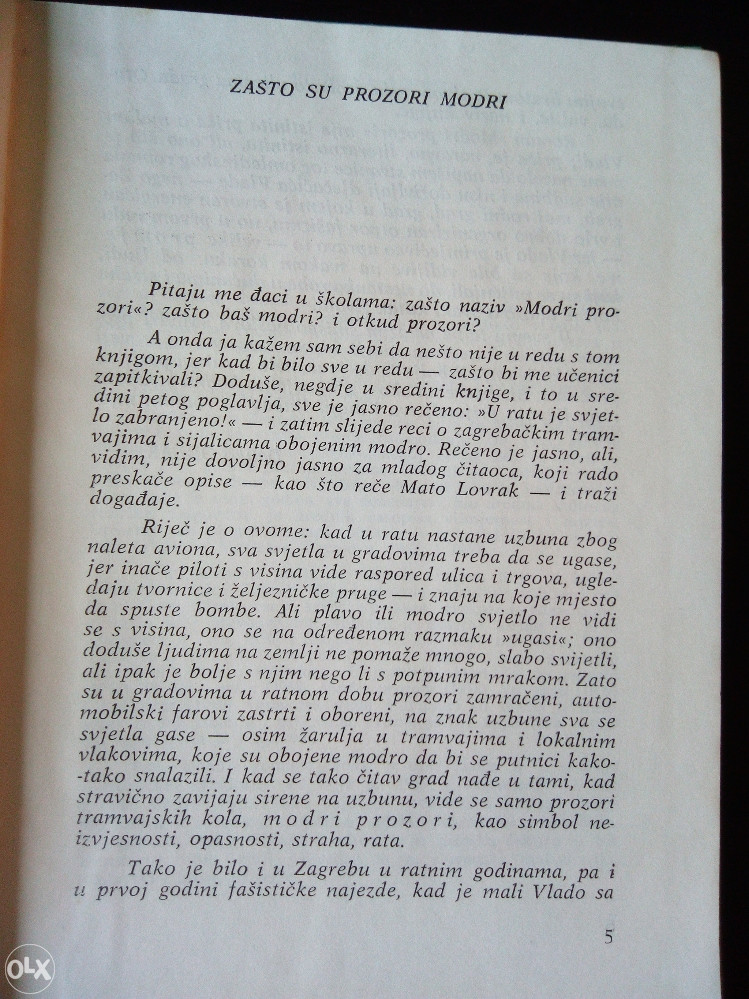 ZAŠTO SU PROZORI MODRI
Pitaju me đaci u školama: zašto naziv »Modri pro-
zori«? zašto baš modri? i otkud prozori?
A onda ja kažem sam sebi da nešto nije u redu s tom
knjigom, jer kad bi bilo sve u redu — zašto bi me učenici
zapitkivali? Doduše, negdje u sredini knjige, i to u sre-
dini petog poglavlja, sve je jasno rečeno: »U ratu je svjet-
lo zabranjeno!« — i zatim slijede reci o zagrebačkim tram-
vajima i sijalicama obojenim modro. Rečeno je jasno, ali,
vidim, nije dovoljno jasno za mladog čitaoca, koji rado
preskače opise — kao što reče Mato Lovrak — i traži
događaje.
Riječ je o ovome: kad u ratu nastane uzbuna zbog
naleta aviona, sva svjetla u gradovima treba da se ugase,
jer inače piloti s visina vide raspored ulica i trgova, ugle-
daju tvornice i željezničke pruge — i znaju na koje mjesto
da spuste bombe. Ali plavo ili modro svjetlo ne vidi
se s visina, ono se na određenom razmaku »ugasi«; ono
doduše ljudima na zemlji ne pomaže mnogo, slabo svijetli,
ali ipak je bolje s njim nego li s potpunim mrakom. Zato
su u gradovima u ratnom dobu prozori zamračeni, auto-
mobilski farovi zastrti i oboreni, na znak uzbune sva se
svjetla gase — osim žarulja u tramvajima i lokalnim
vlakovima, koje su obojene modro da bi se putnici kako-
-tako snalazili. I kad se tako čitav grad nađe u tami, kad
stravično zavijaju sirene na uzbunu, vide se samo prozori
tramvajskih kola, modri prozori, kao simbol ne-
izvjesnosti, opasnosti, straha, rata.
Tako je bilo i u Zagrebu u ratnim godinama, pa i
u prvoj godini fašističke najezde, kad je mali Vlado sa
5
OLX